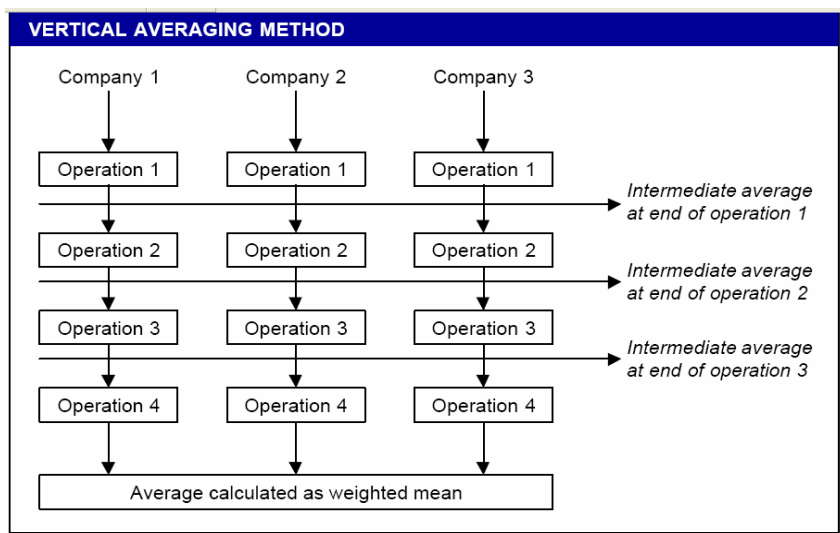 VERTICAL AVERAGING METHOD
Company 1 Company 2 Company 3
Operation 1 Operation 1 Operation 1
Intermediate average
at end of operation 1
Operation 2 Operation 2 Operation 2
Intermediate average
at end of operation 2
Operation 3 Operation 3 Operation 3
Intermediate average
at end of operation 3
Operation 4 Operation 4 Operation 4
Average calculated as weighted mean